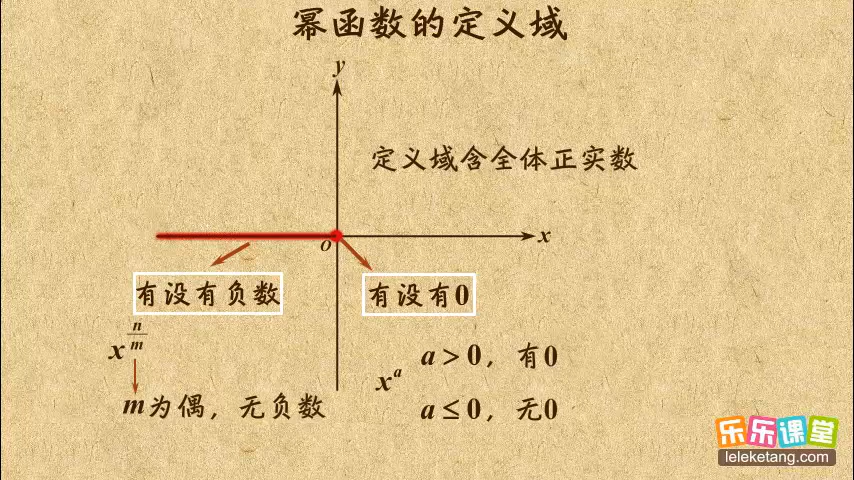 幂函数的定义域
y
定义域含全体正实数
o
x
有没有负数
有没有0
x^{\frac{n}{m}}
m为偶，无负数
x^a
a > 0，有0
a ≤ 0，无0
乐乐课堂
leleketang.com